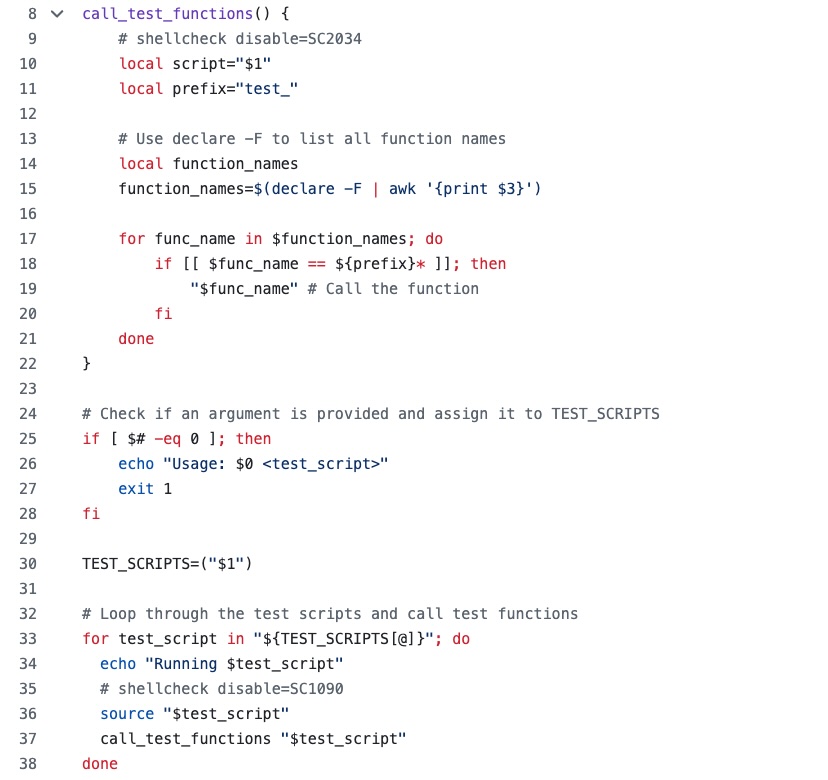 8 call_test_functions() {
9 # shellcheck disable=SC2034
10 local script="$1"
11 local prefix="test_"
12
13 # Use declare -F to list all function names
14 local function_names
15 function_names=$(declare -F | awk '{print $3}')
16
17 for func_name in $function_names; do
18 if [[ $func_name == ${prefix}* ]]; then
19 "$func_name" # Call the function
20 fi
21 done
22 }
23
24 # Check if an argument is provided and assign it to TEST_SCRIPTS
25 if [ $# -eq 0 ]; then
26 echo "Usage: $0 <test_script>"
27 exit 1
28 fi
29
30 TEST_SCRIPTS=("$1")
31
32 # Loop through the test scripts and call test functions
33 for test_script in "${TEST_SCRIPTS[@]}"; do
34 echo "Running $test_script"
35 # shellcheck disable=SC1090
36 source "$test_script"
37 call_test_functions "$test_script"
38 done